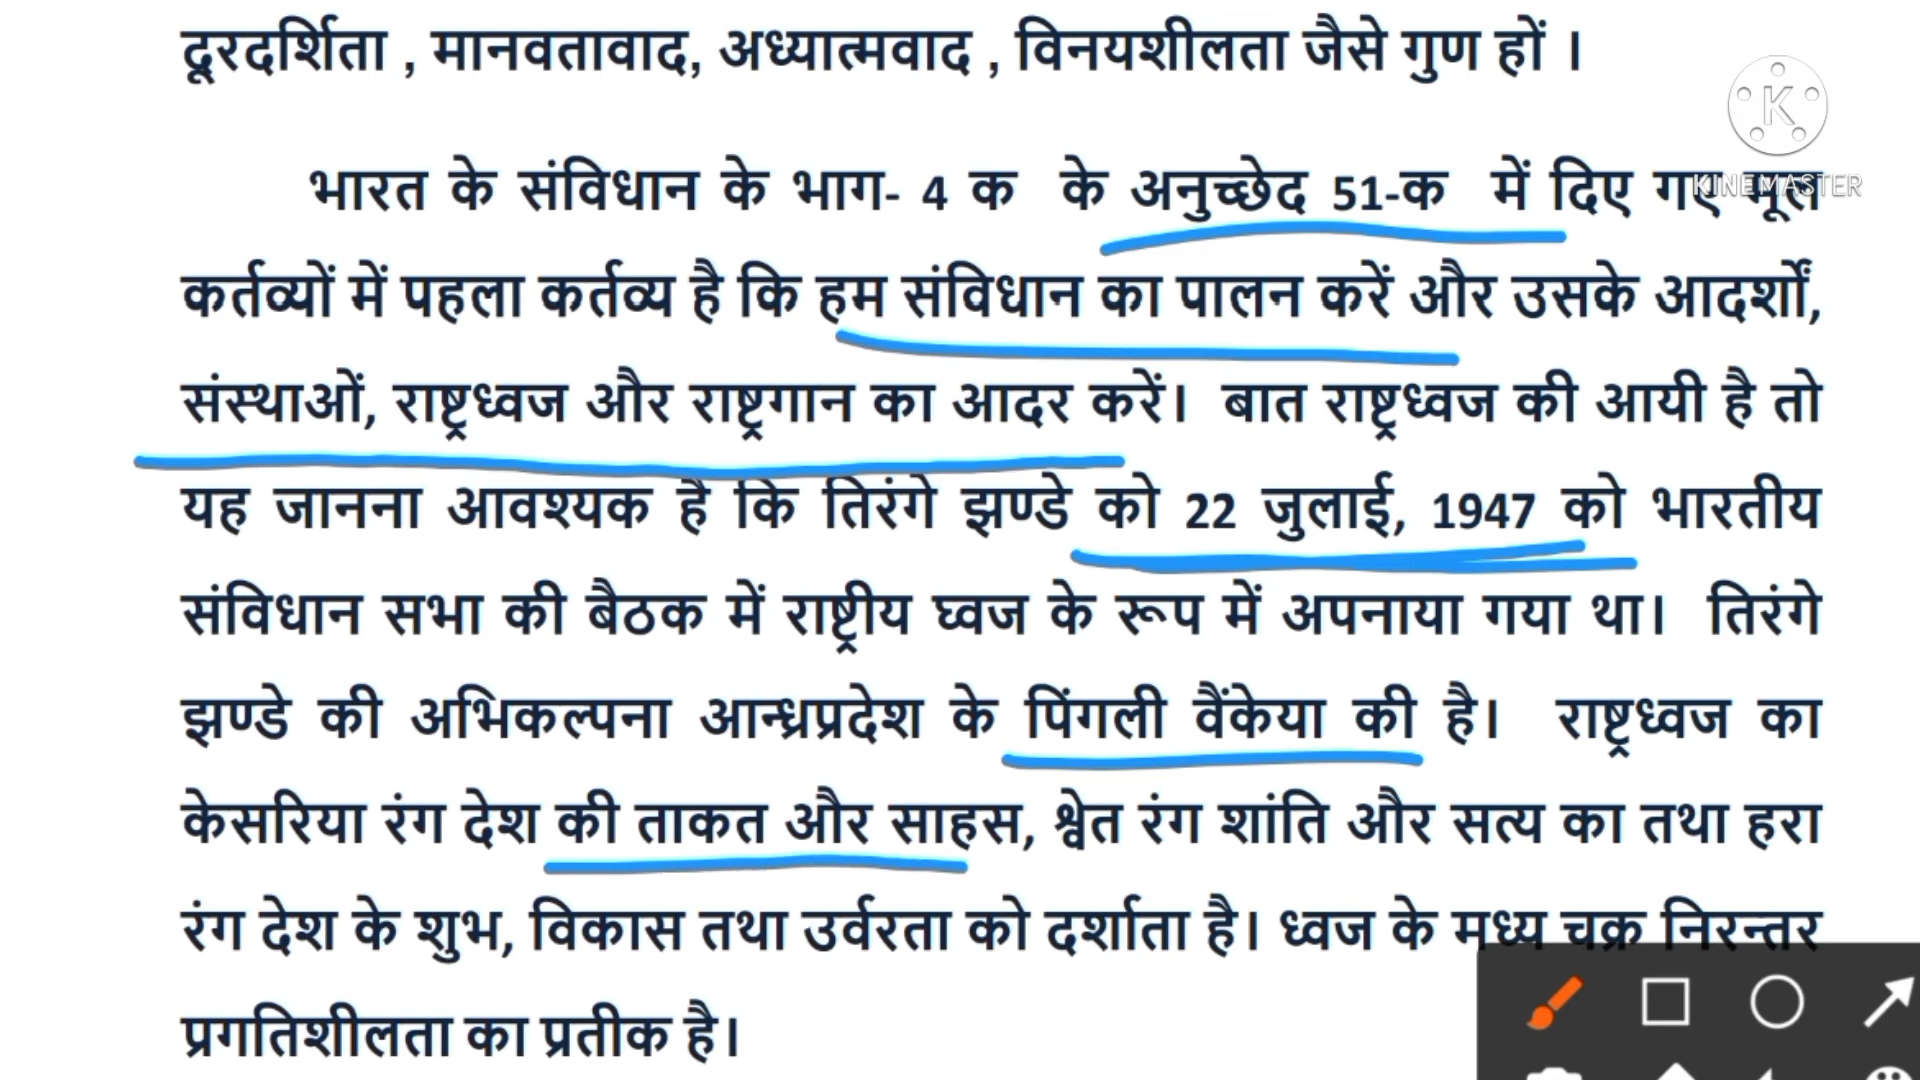 दूरदर्शिता , मानवतावाद, अध्यात्मवाद , विनयशीलता जैसे गुण हों ।
भारत के संविधान के भाग- 4 क के अनुच्छेद 51-क में दिए गए मूल
KINEMASTER
कर्तव्यों में पहला कर्तव्य है कि हम संविधान का पालन करें और उसके आदर्शों,
संस्थाओं, राष्ट्रध्वज और राष्ट्रगान का आदर करें। बात राष्ट्रध्वज की आयी है तो
यह जानना आवश्यक है कि तिरंगे झण्डे को 22 जुलाई, 1947 को भारतीय
संविधान सभा की बैठक में राष्ट्रीय घ्वज के रूप में अपनाया गया था। तिरंगे
झण्डे की अभिकल्पना आन्ध्रप्रदेश के पिंगली वैंकेया की है। राष्ट्रध्वज का
केसरिया रंग देश की ताकत और साहस, श्वेत रंग शांति और सत्य का तथा हरा
रंग देश के शुभ, विकास तथा उर्वरता को दर्शाता है। ध्वज के मध्य चक्र निरन्तर
प्रगतिशीलता का प्रतीक है।